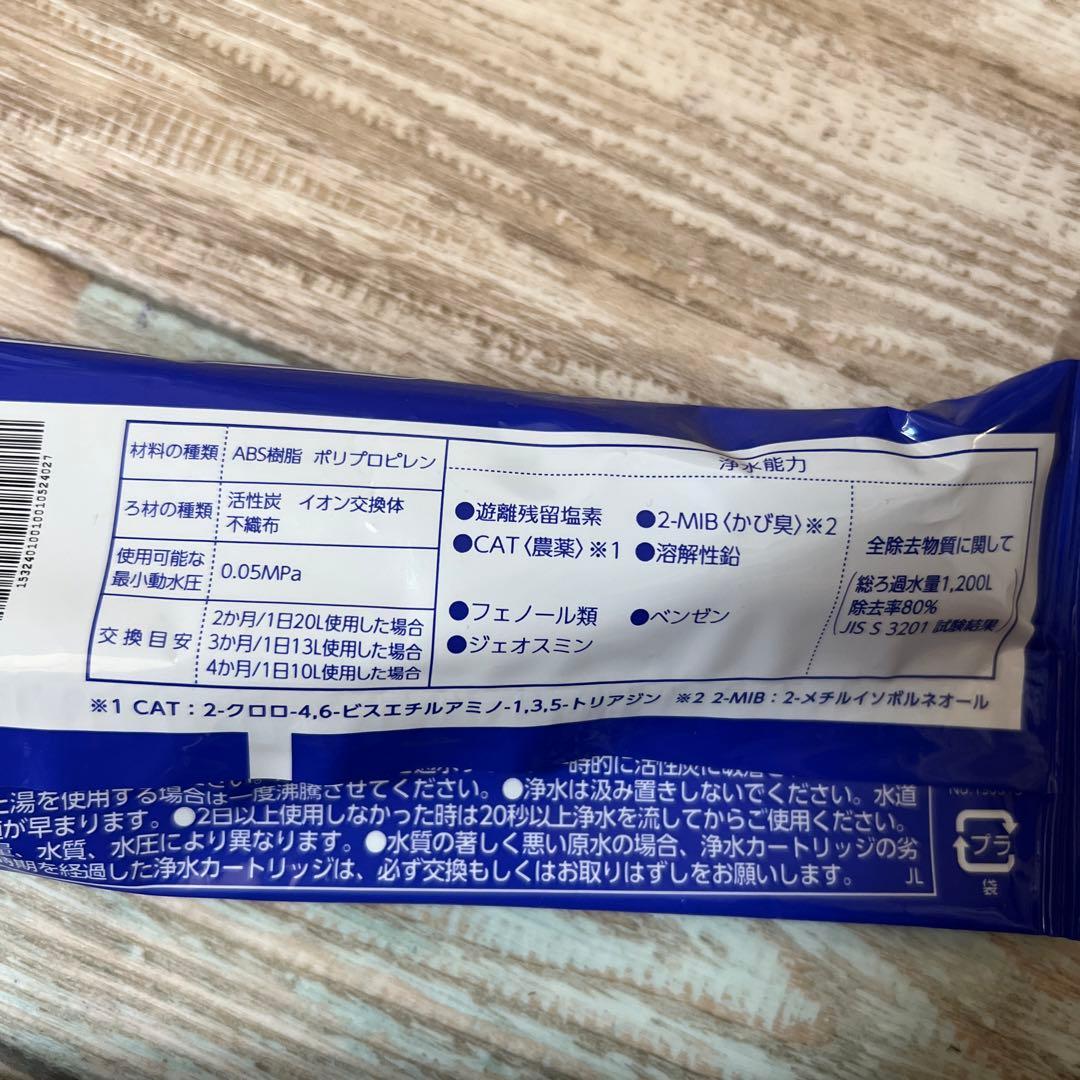 1532401001001052​4027
材料の種類 ABS樹脂 ポリプロピレン
ろ材の種類 活性炭 イオン交換体
不織布
使用可能な
最小動水圧 0.05MPa
交換目安 2か月/1日20L使用した場合
3か月/1日13L使用した場合
4か月/1日10L使用した場合
浄水能力
●遊離残留塩素 ●2-MIB〈かび臭〉※2
●CAT〈農薬〉※1 ●溶解性鉛
●フェノール類 ●ベンゼン
●ジェオスミン
全除去物質に関して
(総ろ過水量1,200L
除去率80%
JIS S 3201 試験結果)
※1 CAT：2-クロロ-4,6-ビスエチルアミノ-1,3,5-トリアジン ※2 2-MIB：2-メチルイソボルネオール
時的に活性炭に吸着
湯を使用する場合は一度沸騰させてください。●浄水は汲み置きしないでください。水道
が早まります。●2日以上使用しなかった時は20秒以上浄水を流してからご使用ください。
、水質、水圧により異なります。●水質の著しく悪い原水の場合、浄水カートリッジの劣
を経過した浄水カートリッジは、必ず交換もしくはお取りはずしをお願いします。 JL
プラ
袋